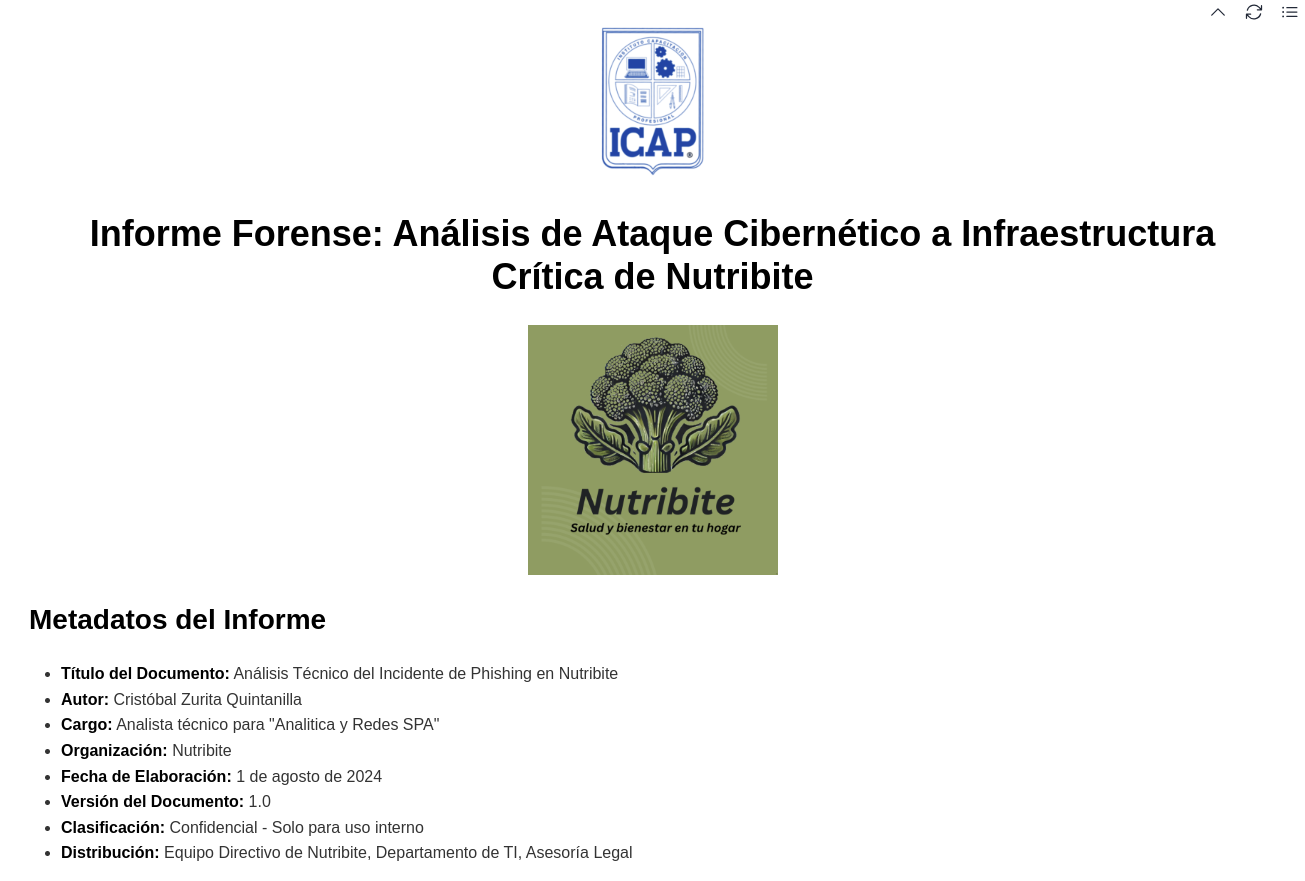 INSTITUTO CAPACITACION
PROFESIONAL
ICAP®
Informe Forense: Análisis de Ataque Cibernético a Infraestructura
Crítica de Nutribite
Nutribite
Salud y bienestar en tu hogar
Metadatos del Informe
• Título del Documento: Análisis Técnico del Incidente de Phishing en Nutribite
• Autor: Cristóbal Zurita Quintanilla
• Cargo: Analista técnico para "Analitica y Redes SPA"
• Organización: Nutribite
• Fecha de Elaboración: 1 de agosto de 2024
• Versión del Documento: 1.0
• Clasificación: Confidencial - Solo para uso interno
• Distribución: Equipo Directivo de Nutribite, Departamento de TI, Asesoría Legal